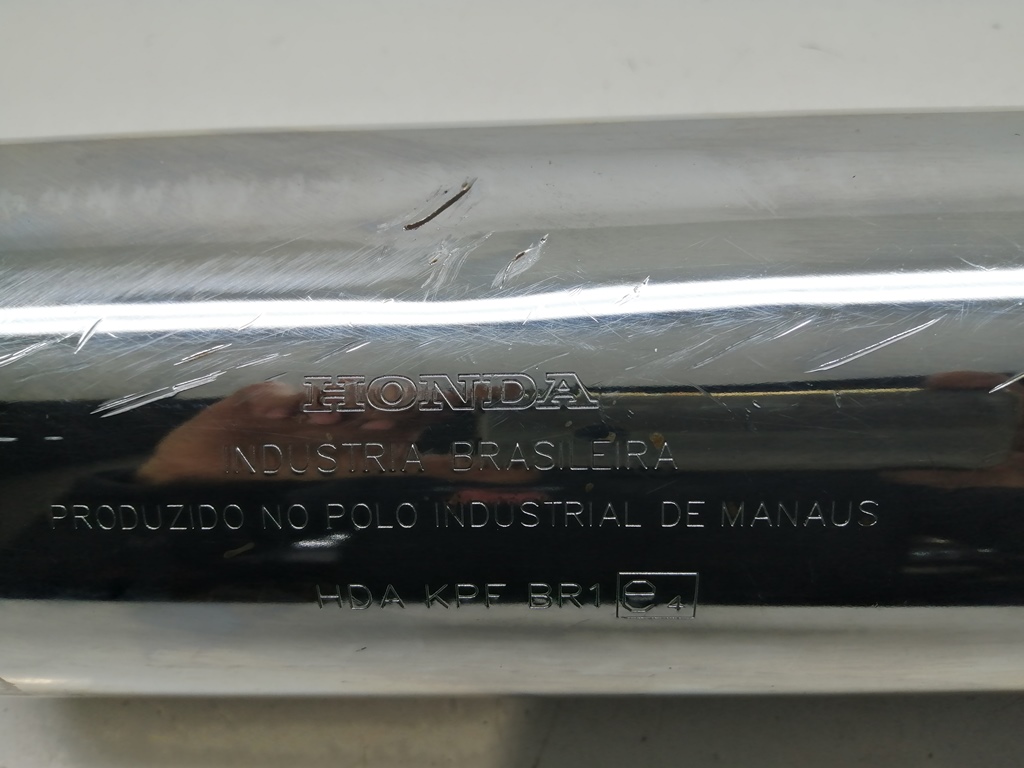 HONDA
INDUSTRIA BRASILEIRA
PRODUZIDO NO POLO INDUSTRIAL DE MANAUS
HDA KPF BR1 e4